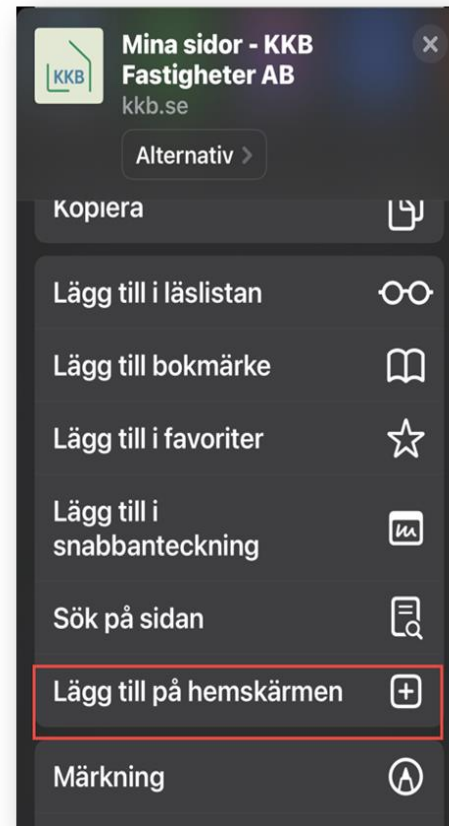 KKB
Mina sidor - KKB
Fastigheter AB
kkb.se
Alternativ >
Kopiera
Lägg till i läslistan
Lägg till bokmärke
Lägg till i favoriter
Lägg till i
snabbanteckning
Sök på sidan
Lägg till på hemskärmen
Märkning